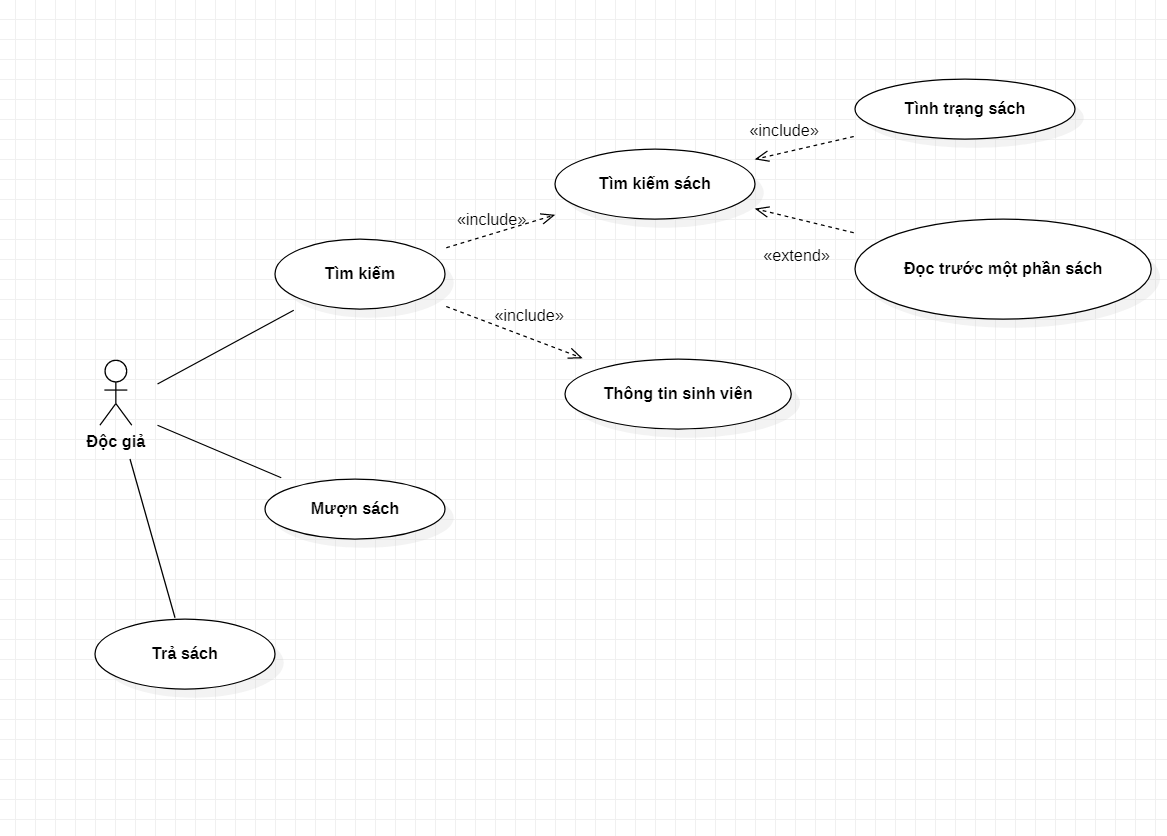 Tình trạng sách
«include»
Tìm kiếm sách
«include»
«extend»
Đọc trước một phần sách
Tìm kiếm
«include»
Thông tin sinh viên
Độc giả
Mượn sách
Trả sách